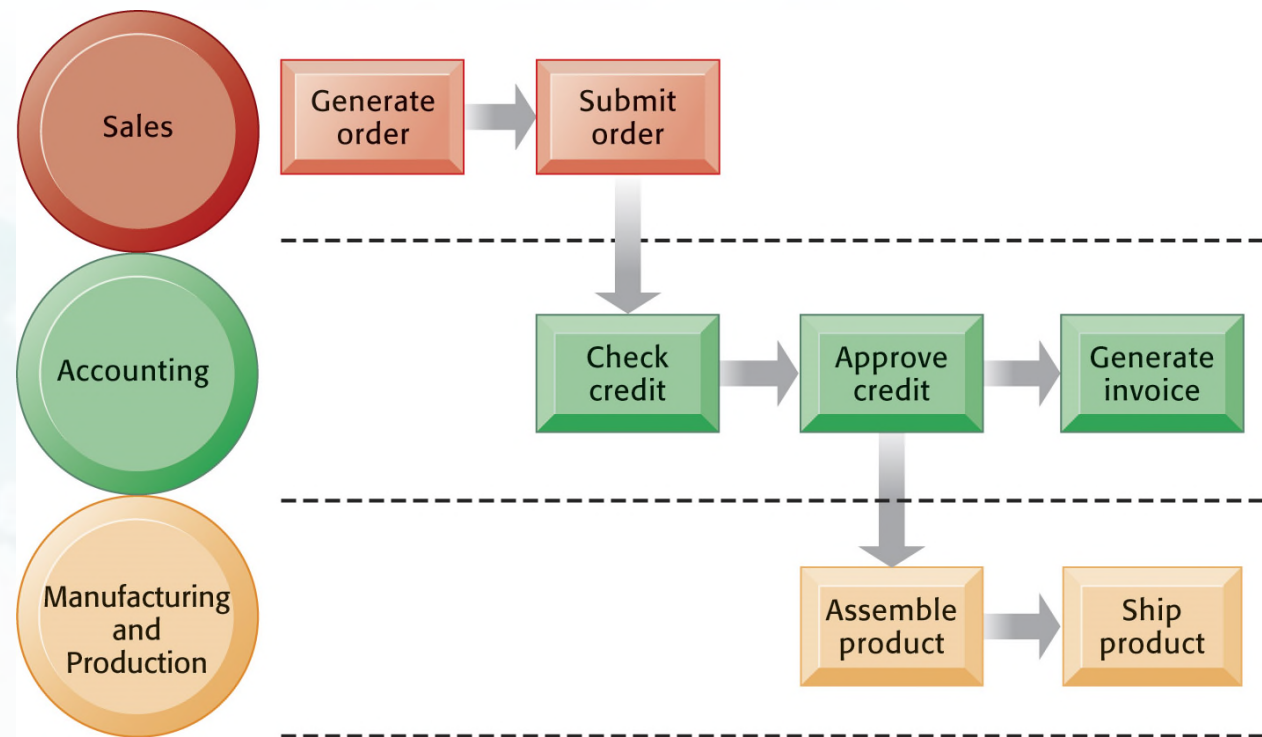 Sales
Generate
order
Submit
order
Accounting
Check
credit
Approve
credit
Generate
invoice
Manufacturing
and
Production
Assemble
product
Ship
product